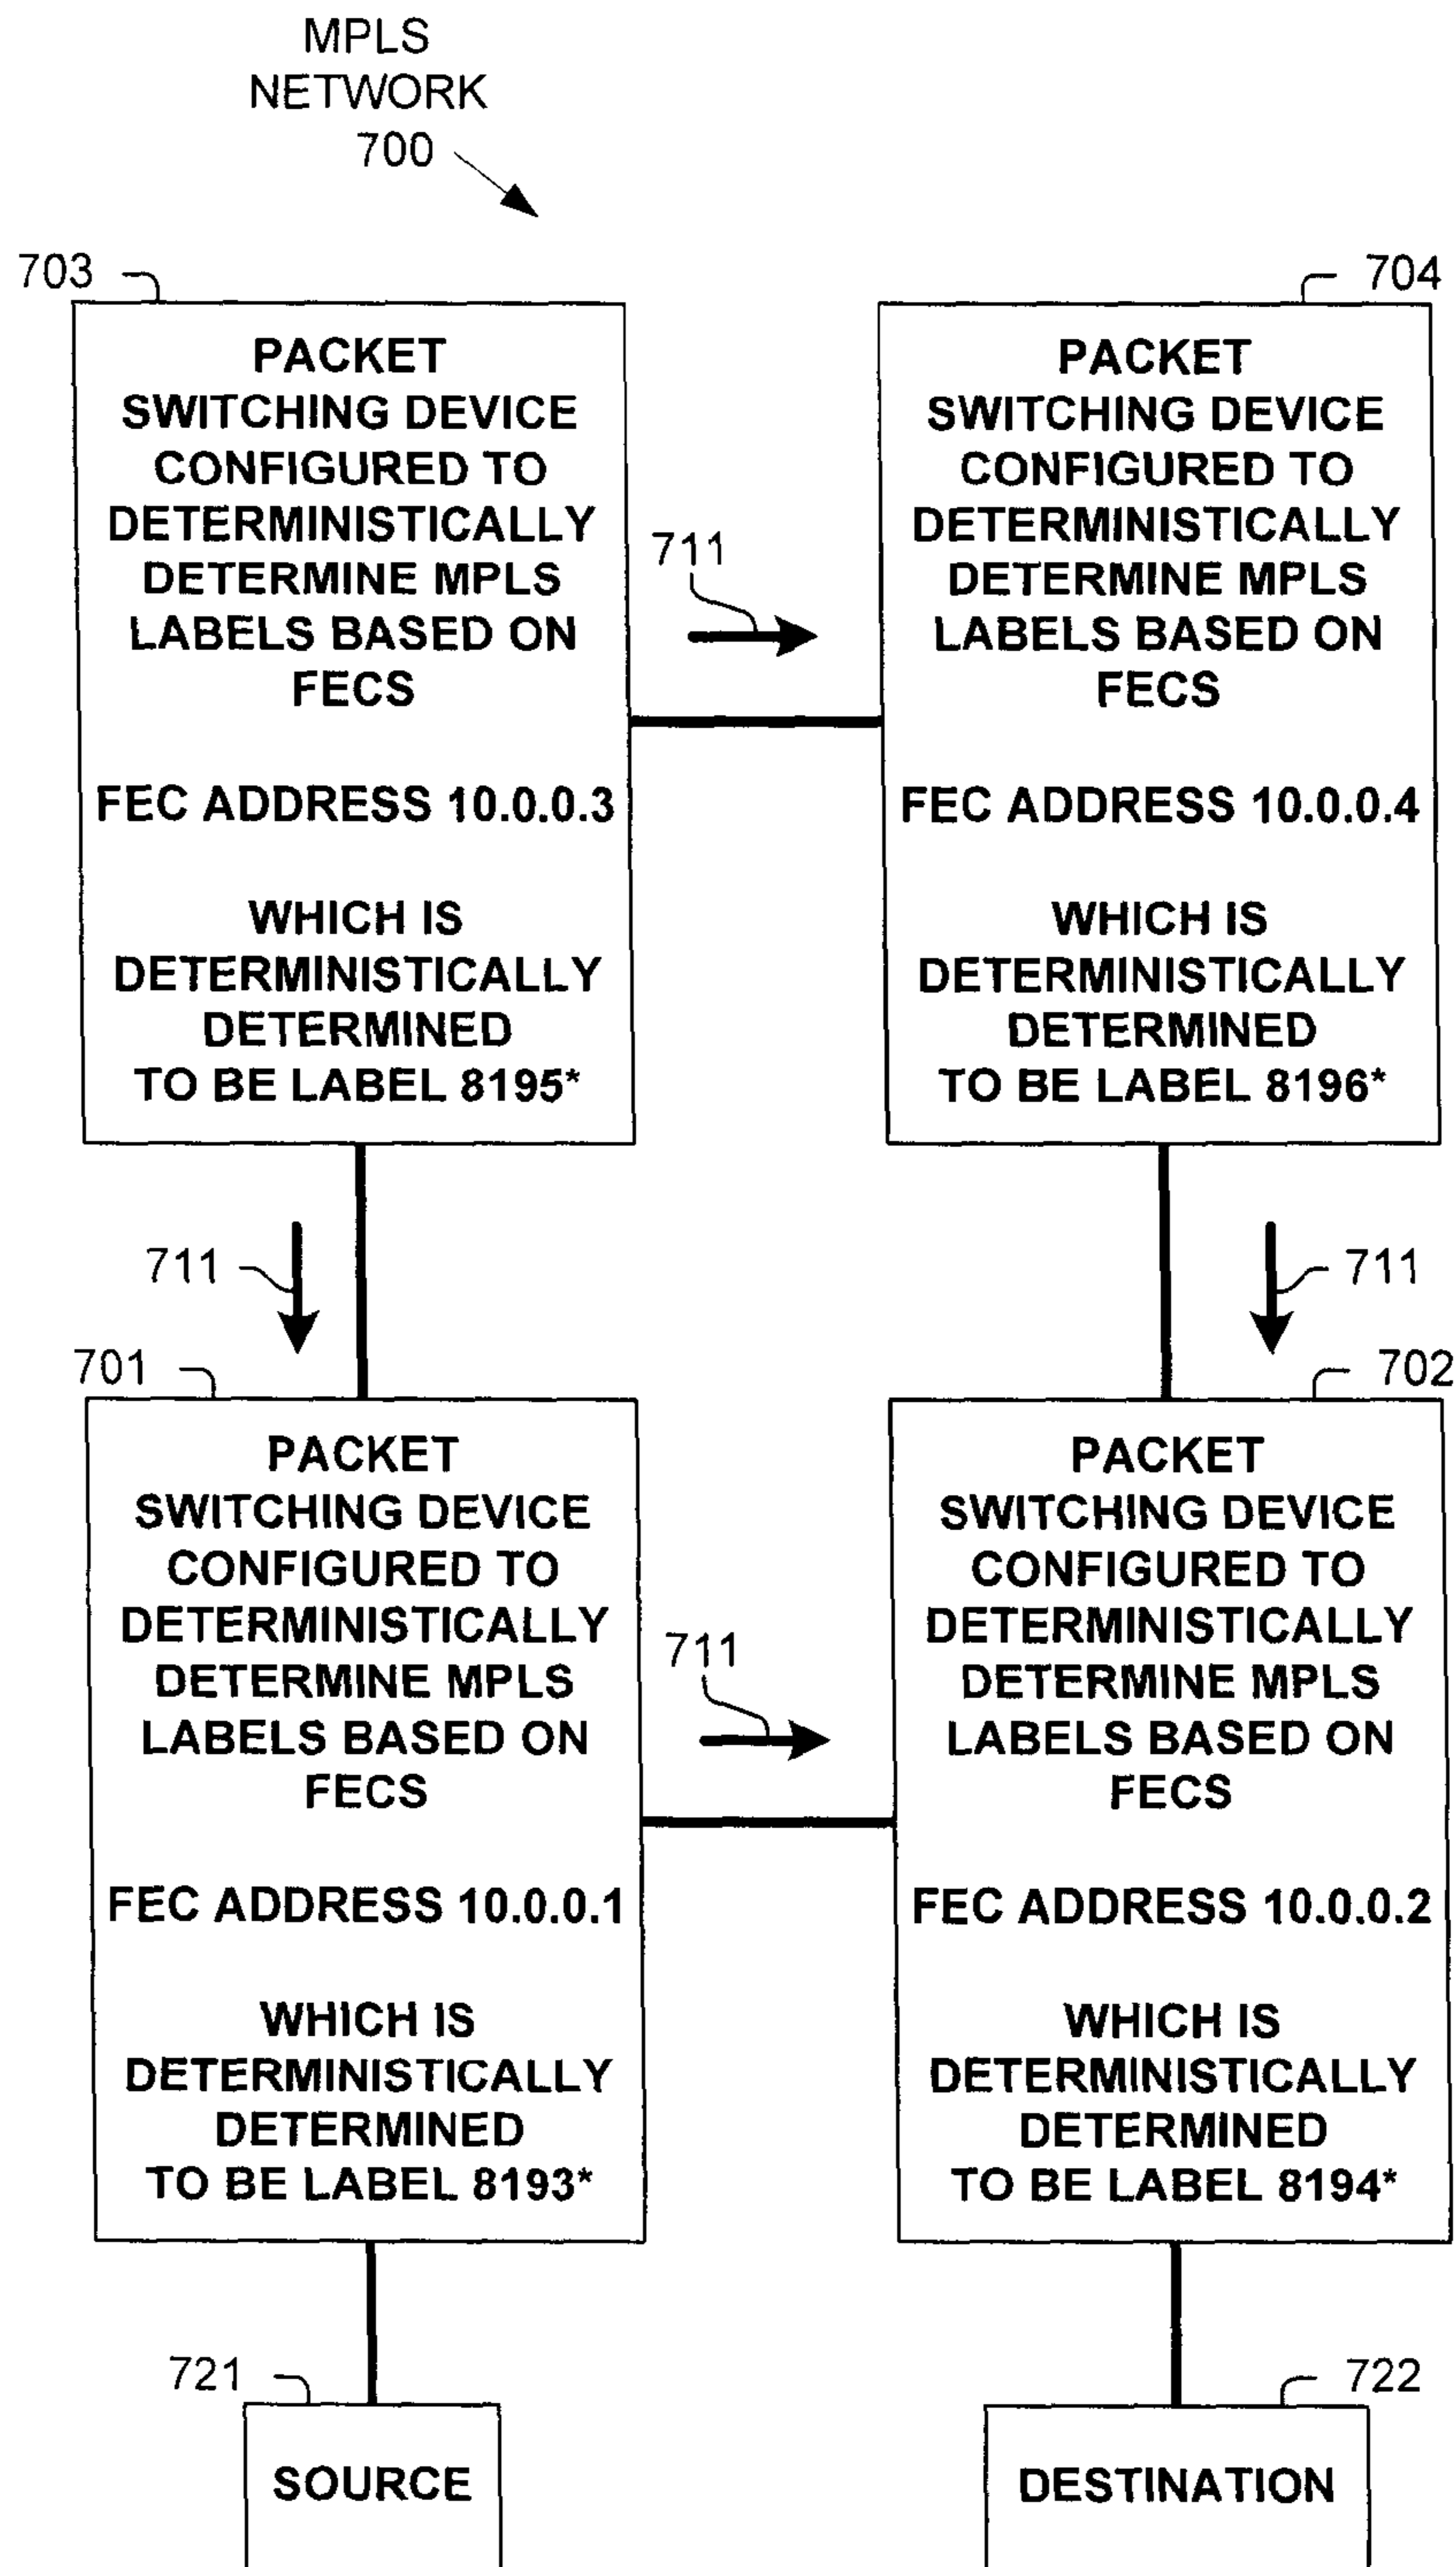 MPLS
NETWORK
700
703
PACKET
SWITCHING DEVICE
CONFIGURED TO
DETERMINISTICALLY
DETERMINE MPLS
LABELS BASED ON
FECS
FEC ADDRESS 10.0.0.3
WHICH IS
DETERMINISTICALLY
DETERMINED
TO BE LABEL 8195*
711
704
PACKET
SWITCHING DEVICE
CONFIGURED TO
DETERMINISTICALLY
DETERMINE MPLS
LABELS BASED ON
FECS
FEC ADDRESS 10.0.0.4
WHICH IS
DETERMINISTICALLY
DETERMINED
TO BE LABEL 8196*
711
711
701
PACKET
SWITCHING DEVICE
CONFIGURED TO
DETERMINISTICALLY
DETERMINE MPLS
LABELS BASED ON
FECS
FEC ADDRESS 10.0.0.1
WHICH IS
DETERMINISTICALLY
DETERMINED
TO BE LABEL 8193*
711
702
PACKET
SWITCHING DEVICE
CONFIGURED TO
DETERMINISTICALLY
DETERMINE MPLS
LABELS BASED ON
FECS
FEC ADDRESS 10.0.0.2
WHICH IS
DETERMINISTICALLY
DETERMINED
TO BE LABEL 8194*
721
SOURCE
722
DESTINATION